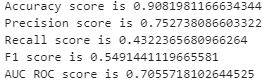 Accuracy score is 0.9081981166634344
Precision score is 0.752738086603322
Recall score is 0.4322365680966264
F1 score is 0.5491441119665581
AUC ROC score is 0.7055718102644525